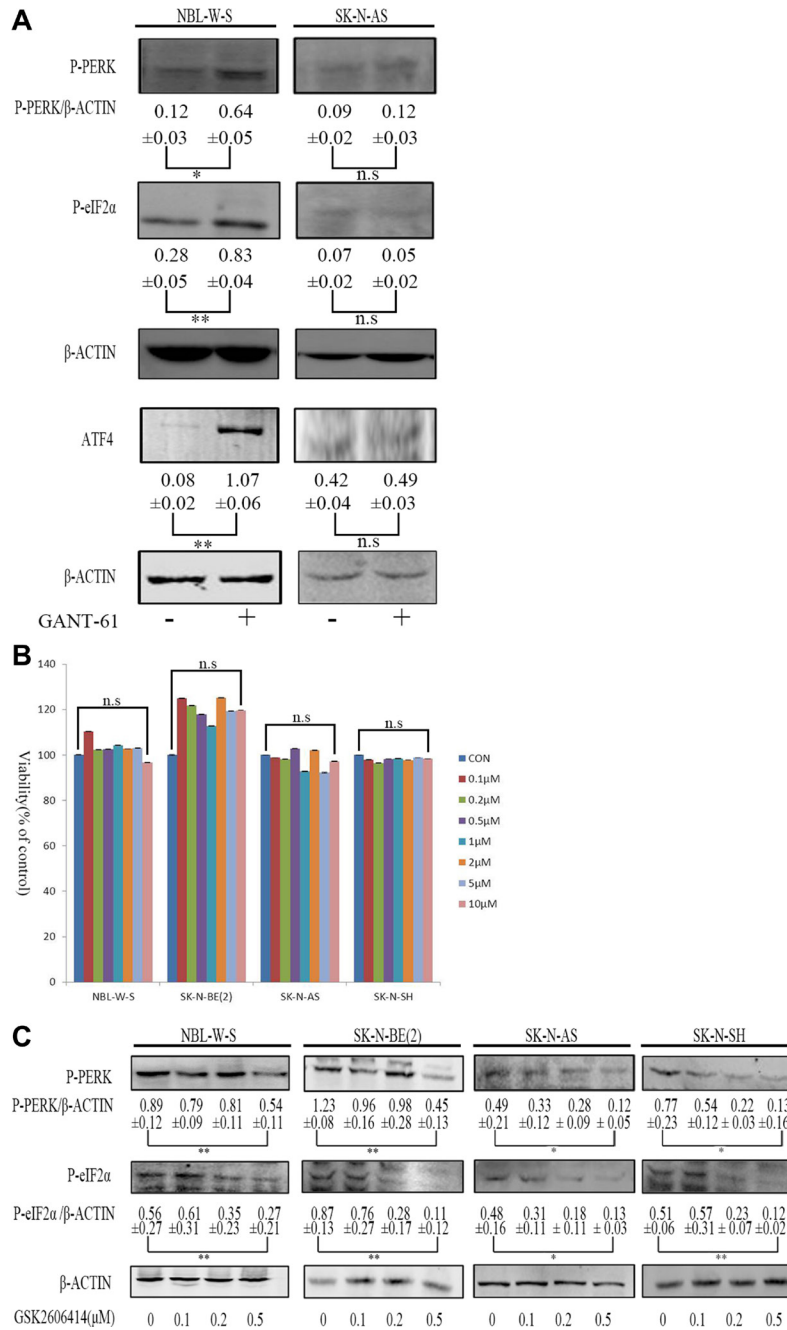 A
NBL-W-S SK-N-AS
P-PERK
P-PERK/β-ACTIN 0.12 0.64 0.09 0.12
±0.03 ±0.05 ±0.02 ±0.03
* n.s
P-eIF2α
0.28 0.83 0.07 0.05
±0.05 ±0.04 ±0.02 ±0.02
** n.s
β-ACTIN
ATF4
0.08 1.07 0.42 0.49
±0.02 ±0.06 ±0.04 ±0.03
** n.s
β-ACTIN
GANT-61 - + - +
B
Viability(% of control)
140
120
100
80
60
40
20
0
n.s n.s n.s n.s
NBL-W-S SK-N-BE(2) SK-N-AS SK-N-SH
CON
0.1μM
0.2μM
0.5μM
1μM
2μM
5μM
10μM
C
NBL-W-S SK-N-BE(2) SK-N-AS SK-N-SH
P-PERK
P-PERK/β-ACTIN 0.89 0.79 0.81 0.54 1.23 0.96 0.98 0.45 0.49 0.33 0.28 0.12 0.77 0.54 0.22 0.13
±0.12 ±0.09 ±0.11 ±0.11 ±0.08 ±0.16 ±0.28 ±0.13 ±0.21 ±0.12 ± 0.09 ± 0.05 ±0.23 ±0.12 ± 0.03 ±0.16
** ** * *
P-eIF2α
P-eIF2α /β-ACTIN 0.56 0.61 0.35 0.27 0.87 0.76 0.28 0.11 0.48 0.31 0.18 0.13 0.51 0.57 0.23 0.12
±0.27 ±0.31 ±0.23 ±0.21 ±0.13 ±0.27 ±0.17 ±0.12 ±0.16 ±0.11 ±0.11 ± 0.03 ±0.06 ±0.31 ± 0.07 ±0.02
** ** * **
β-ACTIN
GSK2606414(μM) 0 0.1 0.2 0.5 0 0.1 0.2 0.5 0 0.1 0.2 0.5 0 0.1 0.2 0.5